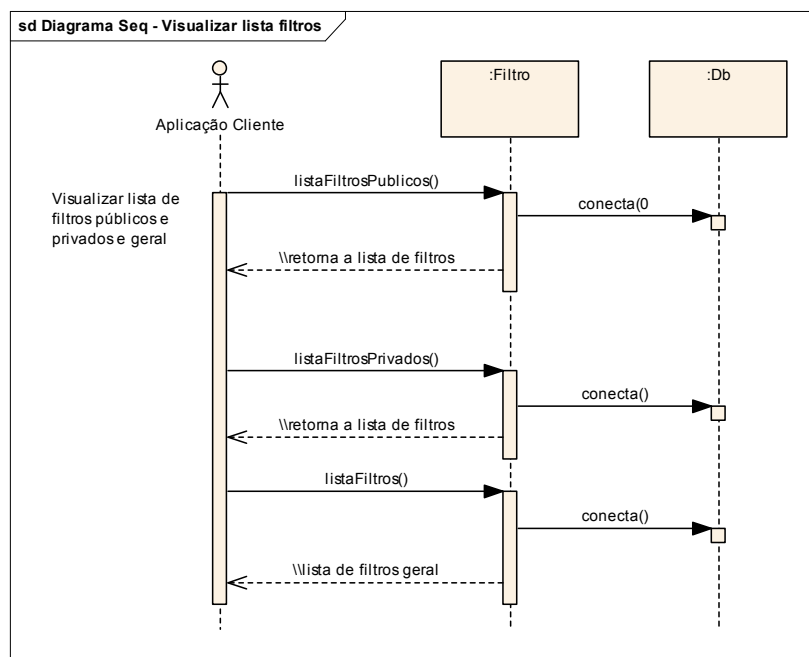 sd Diagrama Seq - Visualizar lista filtros
:Filtro
:Db
Aplicação Cliente
Visualizar lista de
filtros públicos e
privados e geral
listaFiltrosPublicos()
conecta(0
\\retorna a lista de filtros
listaFiltrosPrivados()
conecta()
\\retorna a lista de filtros
listaFiltros()
conecta()
\\lista de filtros geral